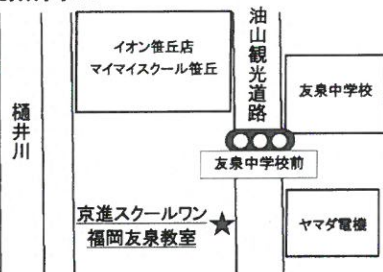 イオン笹丘店
マイマイスクール笹丘
油山観光道路
友泉中学校
樋井川
友泉中学校前
京進スクールワン
福岡友泉教室
ヤマダ電機